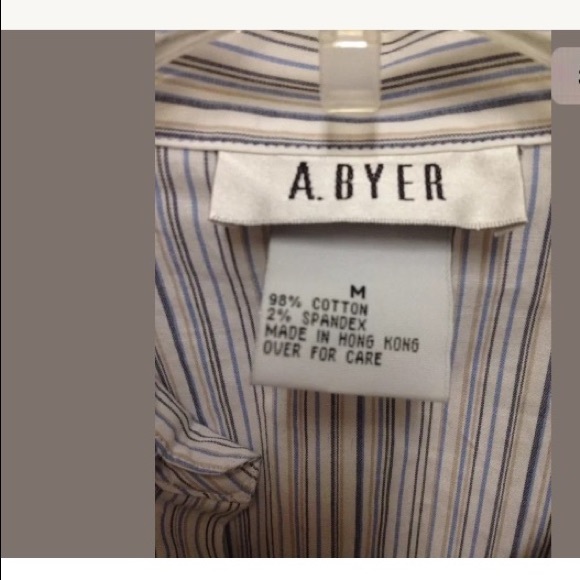 A. BYER
M
98% COTTON
2% SPANDEX
MADE IN HONG KONG
OVER FOR CARE